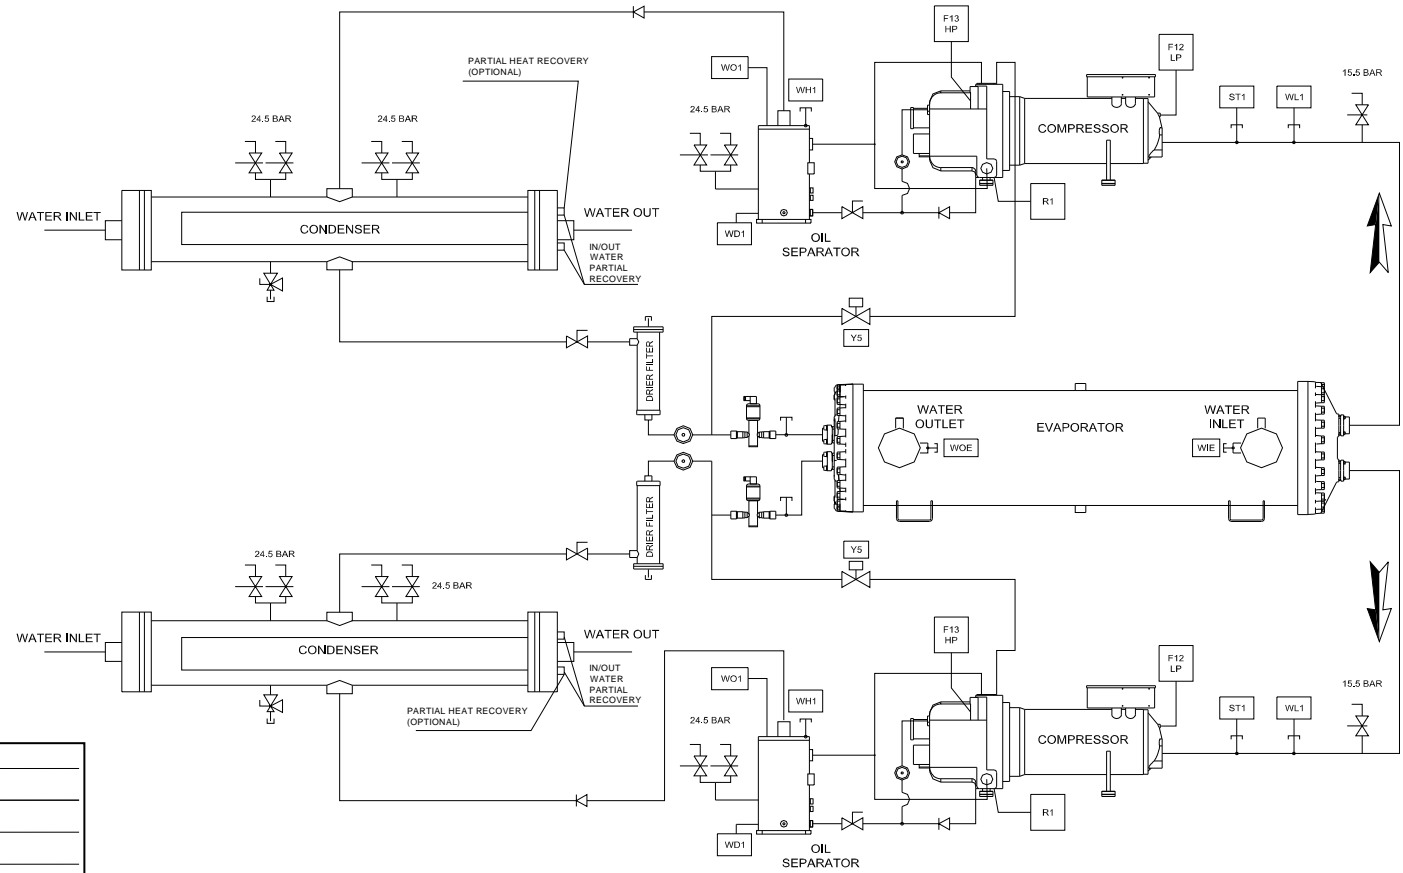 F13
HP
F12
LP
PARTIAL HEAT RECOVERY
(OPTIONAL)
WO1
WH1
15.5 BAR
ST1
WL1
24.5 BAR
24.5 BAR
24.5 BAR
COMPRESSOR
WATER INLET
CONDENSER
WATER OUT
IN/OUT
WATER
PARTIAL
RECOVERY
WD1
OIL
SEPARATOR
R1
Y5
DRIER FILTER
WATER
OUTLET
WOE
EVAPORATOR
WATER
INLET
WIE
DRIER FILTER
Y5
24.5 BAR
24.5 BAR
WATER INLET
CONDENSER
WATER OUT
IN/OUT
WATER
PARTIAL
RECOVERY
PARTIAL HEAT RECOVERY
(OPTIONAL)
F13
HP
F12
LP
WO1
WH1
24.5 BAR
15.5 BAR
ST1
WL1
COMPRESSOR
R1
WD1
OIL
SEPARATOR